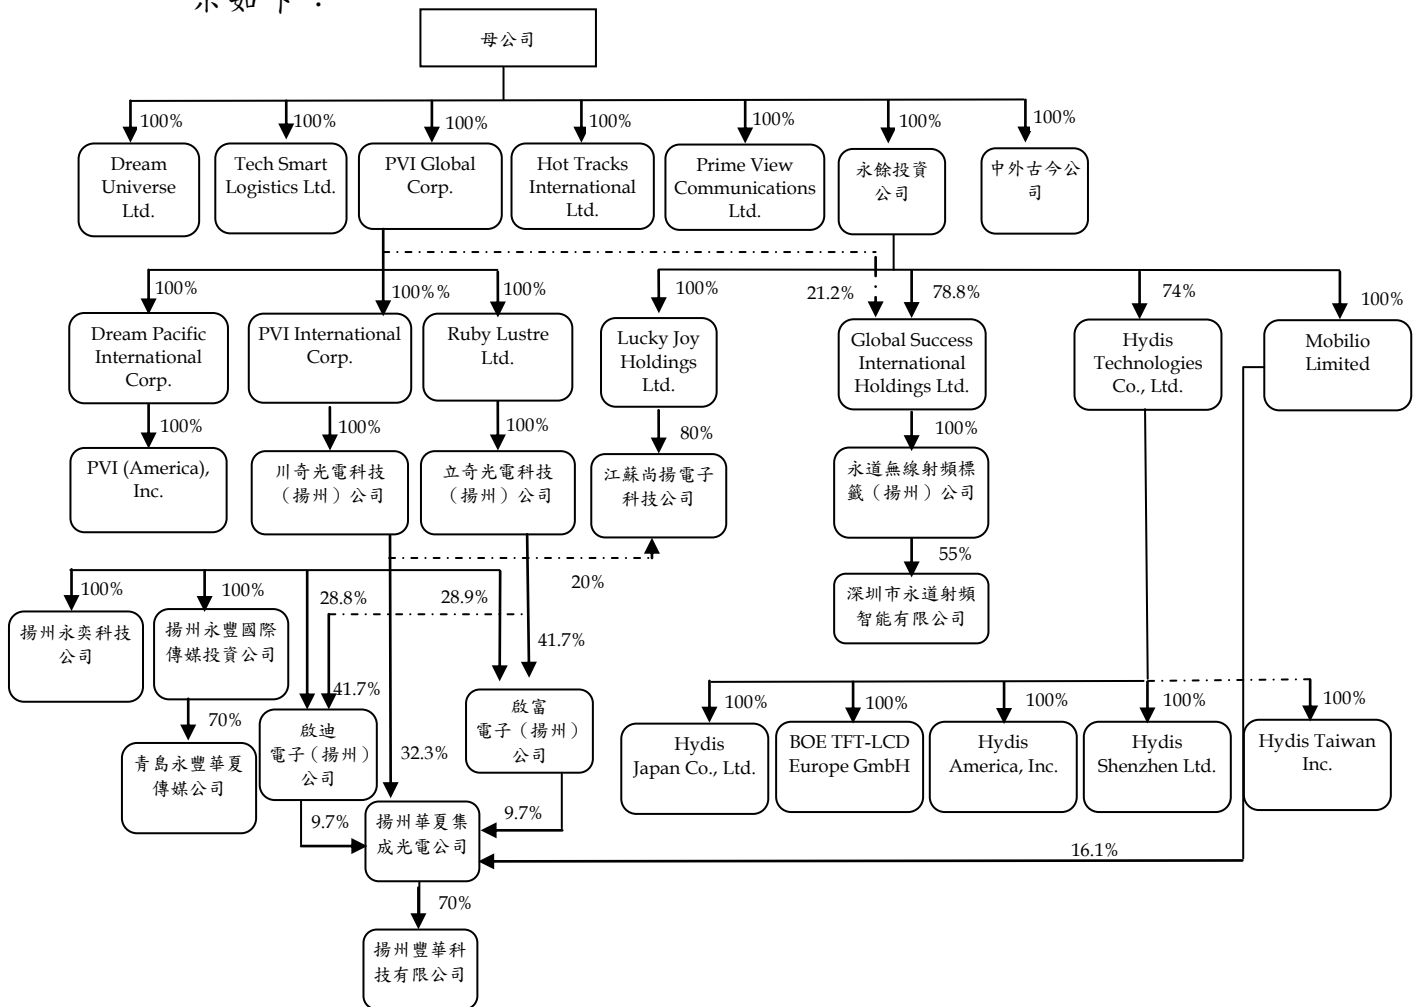 示如下：
母公司
100%
100%
100%
100%
100%
100%
100%
Dream
Universe
Ltd.
Tech Smart
Logistics Ltd.
PVI Global
Corp.
Hot Tracks
International
Ltd.
Prime View
Communications
Ltd.
永餘投資
公司
中外古今公
司
100%
100%%
100%
100%
21.2%
78.8%
74%
100%
Dream Pacific
International
Corp.
PVI International
Corp.
Ruby Lustre
Ltd.
Lucky Joy
Holdings
Ltd.
Global Success
International
Holdings Ltd.
Hydis
Technologies
Co., Ltd.
Mobilio
Limited
100%
100%
100%
80%
100%
PVI (America),
Inc.
川奇光電科技
（揚州）公司
立奇光電科技
（揚州）公司
江蘇尚揚電子
科技公司
永道無線射頻標
籤（揚州）公司
20%
55%
100%
100%
28.8%
28.9%
41.7%
揚州永奕科技
公司
揚州永豐國際
傳媒投資公司
深圳市永道射頻
智能有限公司
41.7%
70%
32.3%
啟迪
電子（揚州）
公司
啟富
電子（揚州）
公司
青島永豐華夏
傳媒公司
100%
100%
100%
100%
100%
Hydis
Japan Co., Ltd.
BOE TFT-LCD
Europe GmbH
Hydis
America, Inc.
Hydis
Shenzhen Ltd.
Hydis Taiwan
Inc.
9.7%
9.7%
16.1%
揚州華夏集
成光電公司
70%
揚州豐華科
技有限公司